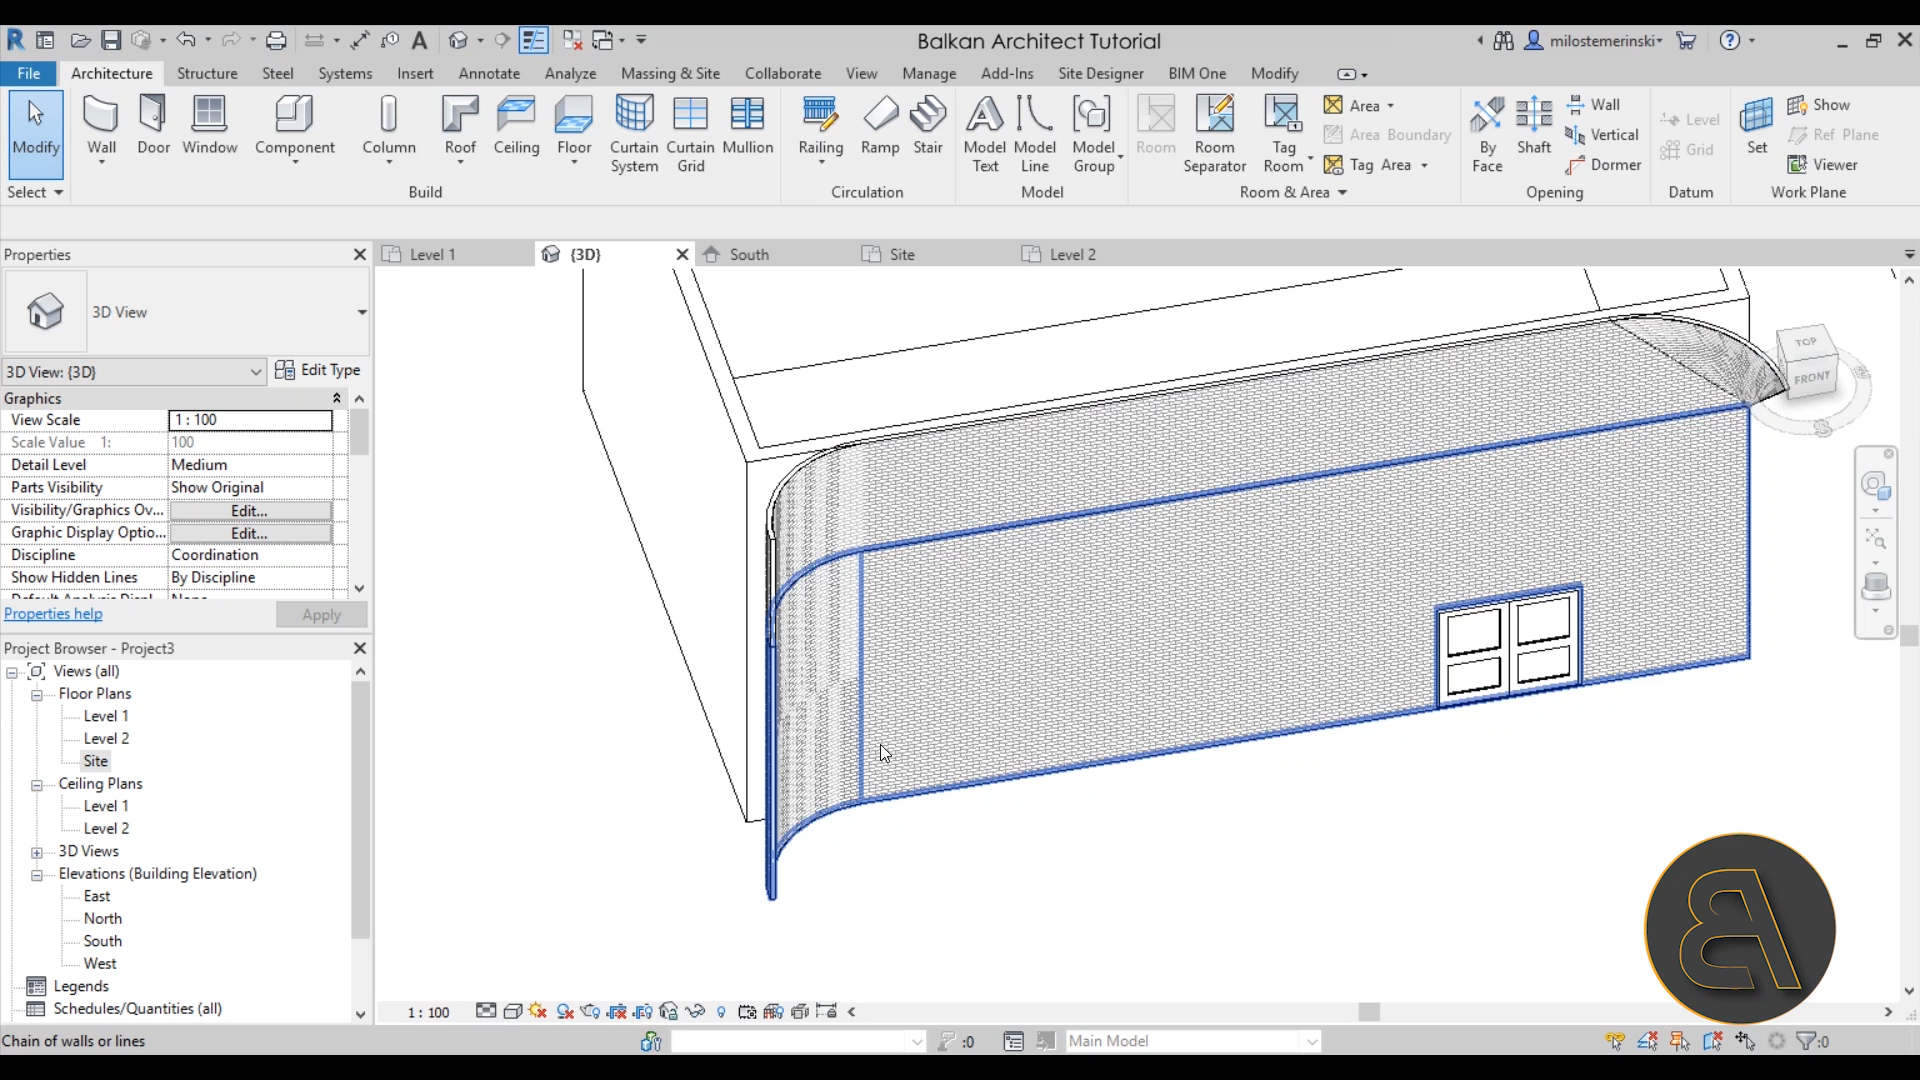 Balkan Architect Tutorial
milostemerinski
File Architecture Structure Steel Systems Insert Annotate Analyze Massing & Site Collaborate View Manage Add-Ins Site Designer BIM One Modify
Modify
Wall
Door
Window
Component
Column
Roof
Ceiling
Floor
Curtain System
Curtain Grid
Mullion
Railing
Ramp
Stair
Model Text
Model Line
Model Group
Room
Room Separator
Tag Room
Area
Area Boundary
Tag Area
By Face
Shaft
Wall
Vertical
Dormer
Level
Grid
Set
Show
Ref Plane
Viewer
Select Build Circulation Model Room & Area Opening Datum Work Plane
Properties
Level 1 {3D} South Site Level 2
3D View
3D View: {3D} Edit Type
Graphics
View Scale 1 : 100
Scale Value 1: 100
Detail Level Medium
Parts Visibility Show Original
Visibility/Graphics Ov... Edit...
Graphic Display Optio... Edit...
Discipline Coordination
Show Hidden Lines By Discipline
Properties help Apply
Project Browser - Project3
Views (all)
Floor Plans
Level 1
Level 2
Site
Ceiling Plans
Level 1
Level 2
3D Views
Elevations (Building Elevation)
East
North
South
West
Legends
Schedules/Quantities (all)
TOP
FRONT
1 : 100
Chain of walls or lines
:0
Main Model
:0